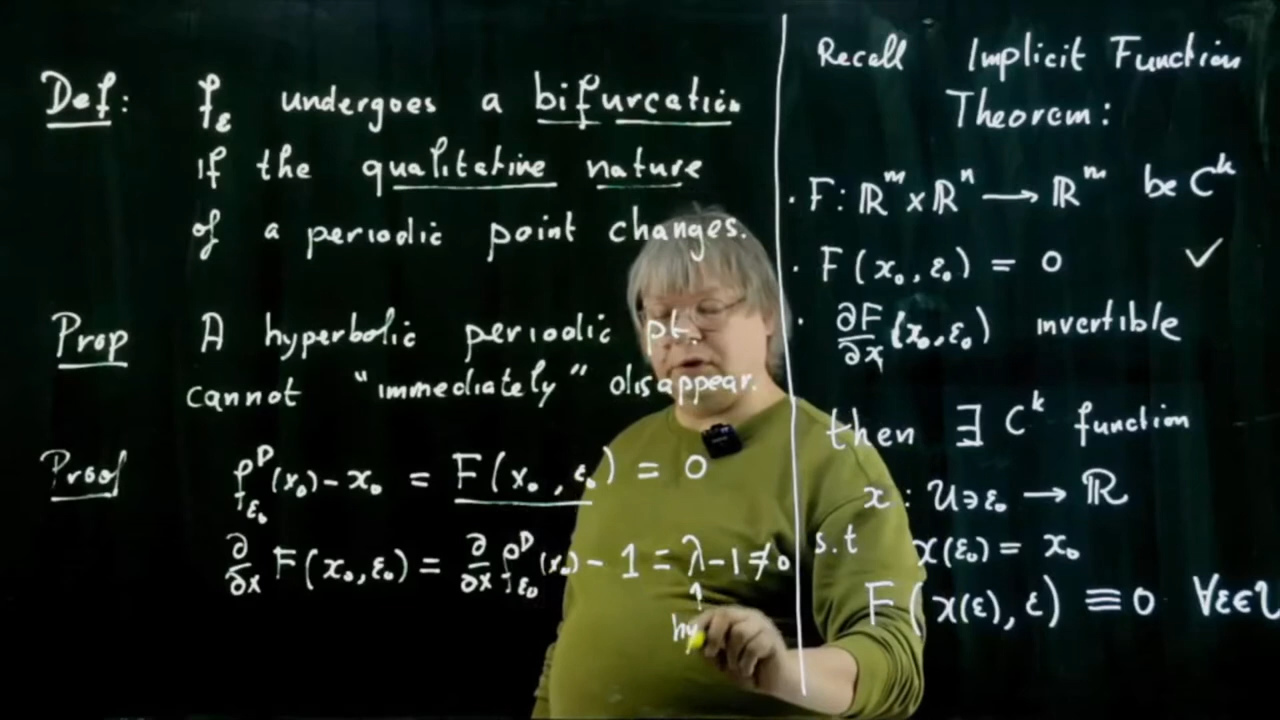 Def: f_ε undergoes a bifurcation
if the qualitative nature
of a periodic point changes.
Prop A hyperbolic periodic pt.
cannot "immediately" disappear.
Proof f^p_{ε₀}(x₀) - x₀ = F(x₀, ε₀) = 0
∂/∂x F(x₀, ε₀) = ∂/∂x f^p_{ε₀}(x₀) - 1 = λ - 1 ≠ 0
↑
hy
Recall Implicit Function
Theorem:
· F: ℝ^m × ℝ^n → ℝ^m be C^k
· F(x₀, ε₀) = 0 ✓
· ∂F/∂x (x₀, ε₀) invertible
then ∃ C^k function
x : U∋ε₀ → ℝ
s.t x(ε₀) = x₀
F(x(ε), ε) ≡ 0 ∀ε∈U